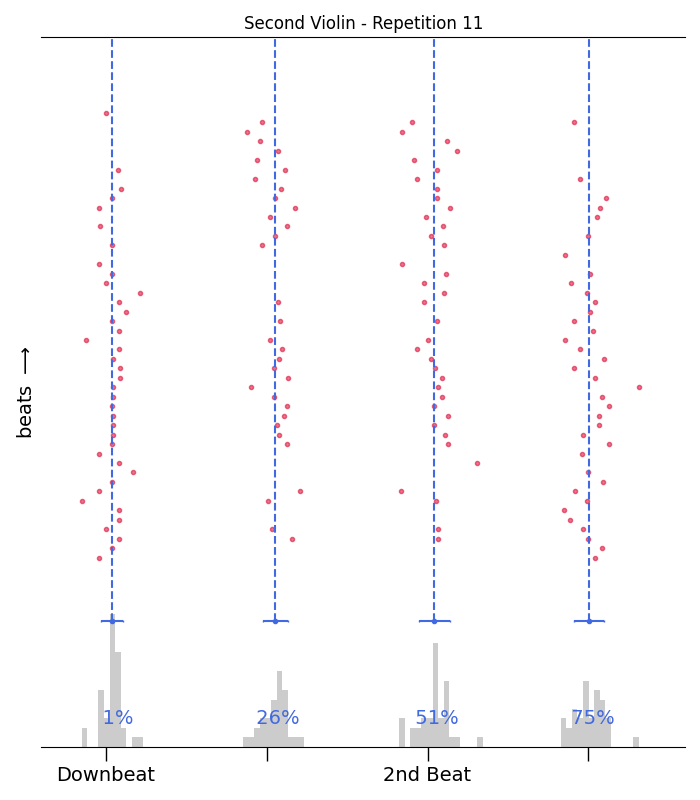 Second Violin - Repetition 11
beats →
1% 26% 51% 75%
Downbeat 2nd Beat